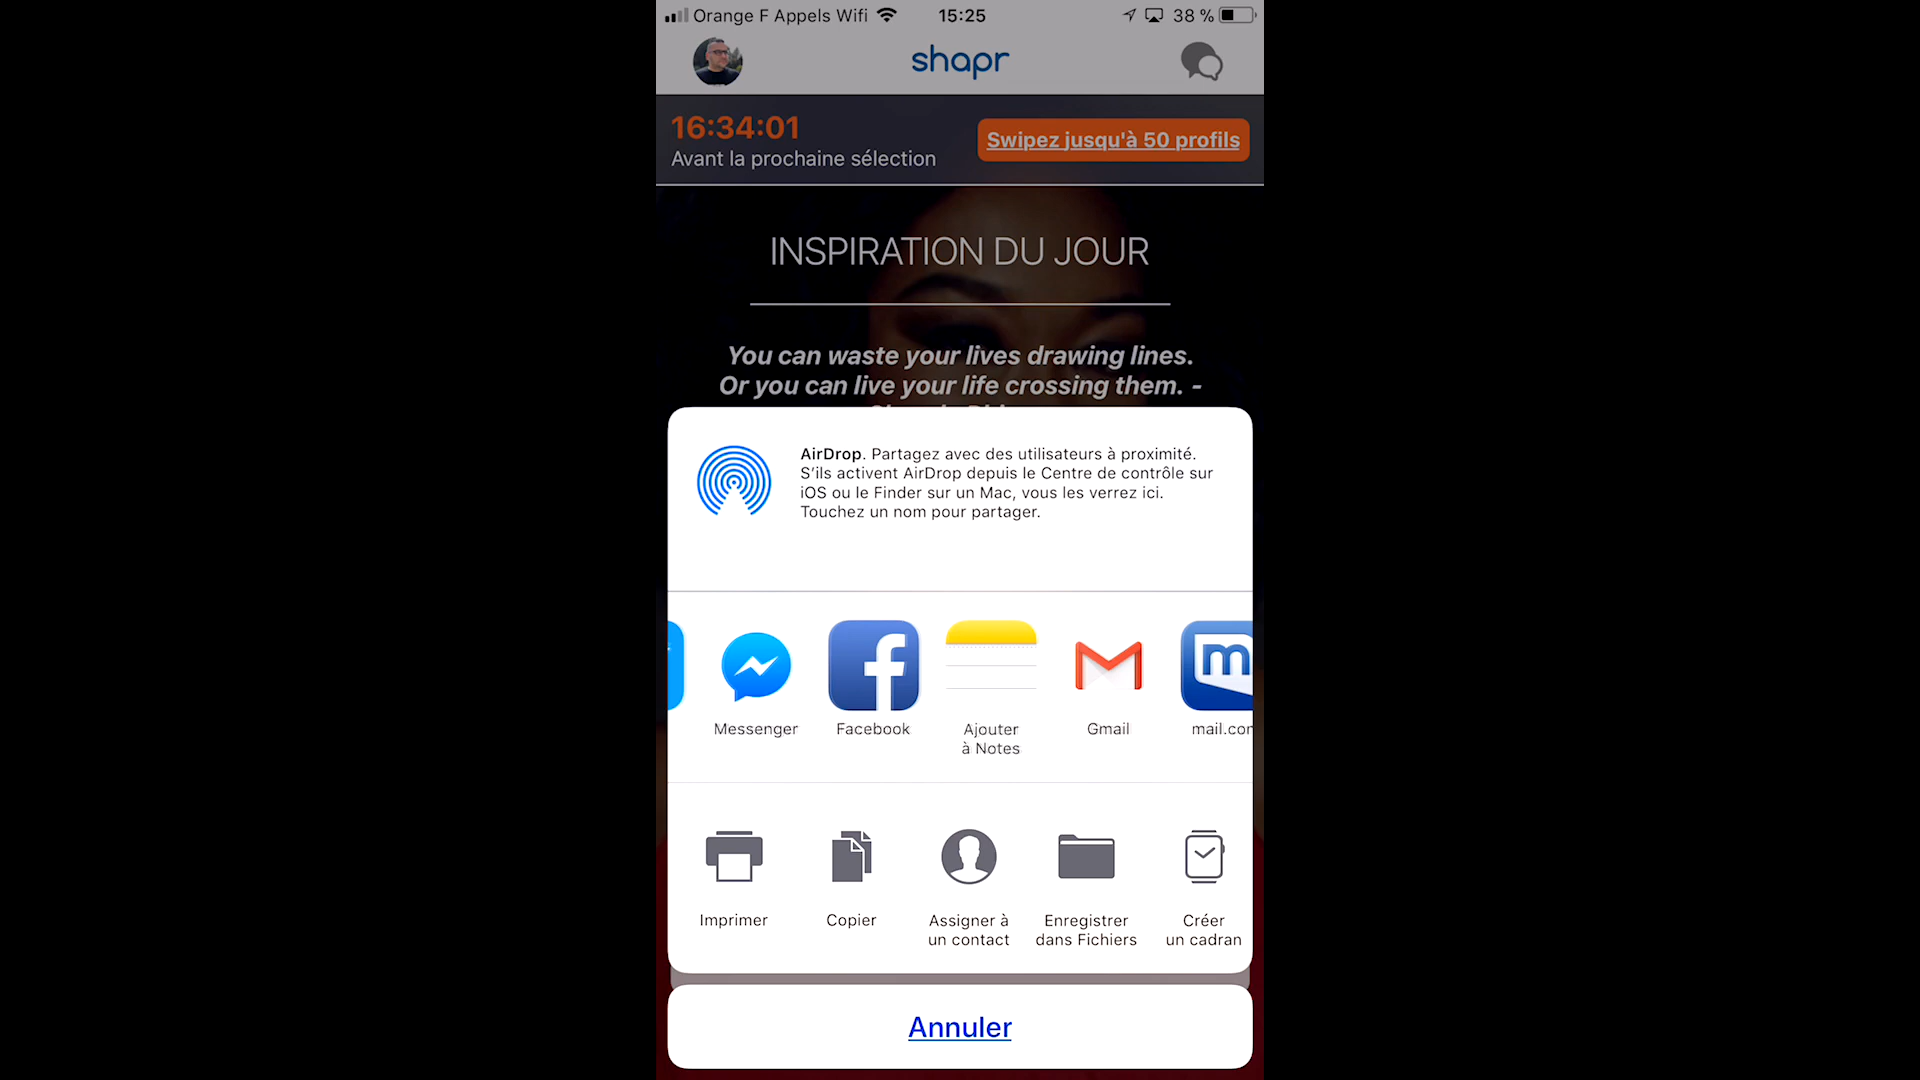 Orange F Appels Wifi 15:25 38 %
shapr
16:34:01
Avant la prochaine sélection
Swipez jusqu'à 50 profils
INSPIRATION DU JOUR
You can waste your lives drawing lines.
Or you can live your life crossing them. -
AirDrop. Partagez avec des utilisateurs à proximité.
S'ils activent AirDrop depuis le Centre de contrôle sur
iOS ou le Finder sur un Mac, vous les verrez ici.
Touchez un nom pour partager.
Messenger
Facebook
Ajouter
à Notes
Gmail
m
mail.com
Imprimer
Copier
Assigner à
un contact
Enregistrer
dans Fichiers
Créer
un cadran
Annuler